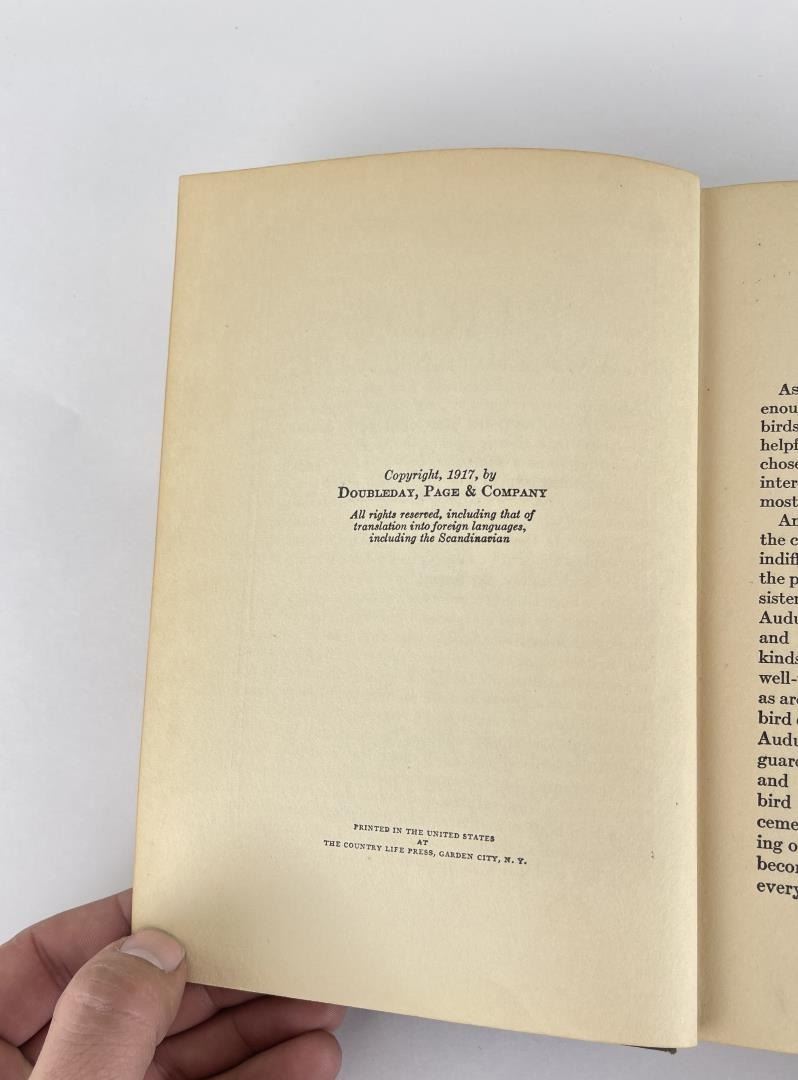 Copyright, 1917, by
DOUBLEDAY, PAGE & COMPANY
All rights reserved, including that of
translation into foreign languages,
including the Scandinavian
PRINTED IN THE UNITED STATES
AT
THE COUNTRY LIFE PRESS, GARDEN CITY, N. Y.
As
enou
birds
helpf
chose
inter
most
An
the c
indiff
the p
sister
Audu
and
kinds
well-
as are
bird
Audu
guard
and
bird
ceme
ing o
becom
every